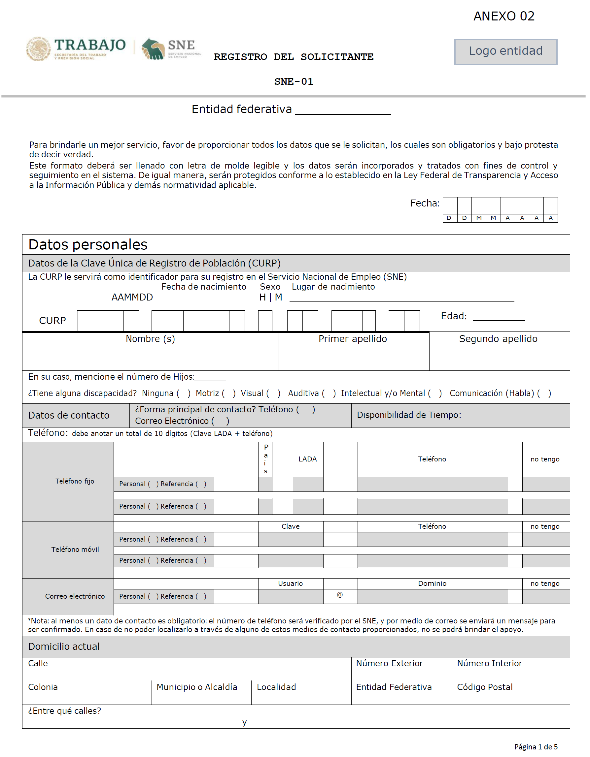 ANEXO 02
TRABAJO
SNE
REGISTRO DEL SOLICITANTE
Logo entidad
SNE-01
Entidad federativa
Para brindarle un mejor servicio, favor de proporcionar todos los datos que se le solicitan, los cuales son obligatorios y bajo protesta
de decir verdad.
Este formato deberá ser llenado con letra de molde legible y los datos serán incorporados y tratados con fines de control y
seguimiento en el sistema. De igual manera, serán protegidos conforme a lo establecido en la Ley Federal de Transparencia y Acceso
a la Información Pública y demás normatividad aplicable.
Fecha:
D D M M A A A A
Datos personales
Datos de la Clave Única de Registro de Población (CURP)
La CURP le servirá como identificador para su registro en el Servicio Nacional de Empleo (SNE)
Fecha de nacimiento Sexo Lugar de nacimiento
AAMMDD H | M
CURP Edad:
Nombre (s) Primer apellido Segundo apellido
En su caso, mencione el número de Hijos:
¿Tiene alguna discapacidad? Ninguna ( ) Motriz ( ) Visual ( ) Auditiva ( ) Intelectual y/o Mental ( ) Comunicación (Habla) ( )
Datos de contacto ¿Forma principal de contacto? Teléfono ( ) Disponibilidad de Tiempo:
Correo Electrónico ( )
Teléfono: debe anotar un total de 10 dígitos (Clave LADA + teléfono)
Teléfono fijo País LADA Teléfono no tengo
Personal ( ) Referencia ( )
Personal ( ) Referencia ( )
Clave Teléfono no tengo
Personal ( ) Referencia ( )
Teléfono móvil
Personal ( ) Referencia ( )
Usuario Dominio no tengo
Correo electrónico Personal ( ) Referencia ( ) @
*Nota: al menos un dato de contacto es obligatorio, el número de teléfono será verificado por el SNE, y por medio de correo se enviará un mensaje para
ser confirmado. En caso de no poder localizarlo a través de alguno de estos medios de contacto proporcionados, no se podrá brindar el apoyo.
Domicilio actual
Calle Número Exterior Número Interior
Colonia Municipio o Alcaldía Localidad Entidad Federativa Código Postal
¿Entre qué calles?
y
Página 1 de 5